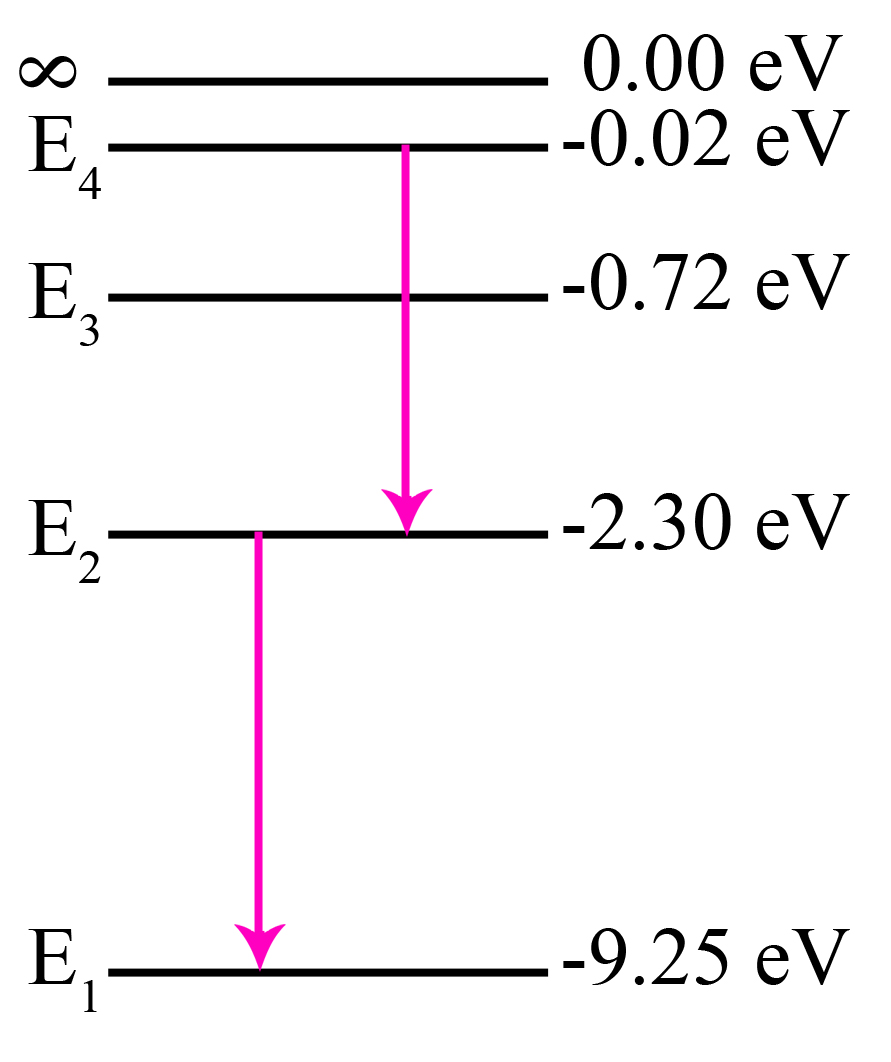 ∞ 0.00 eV
E4 -0.02 eV
E3 -0.72 eV
E2 -2.30 eV
E1 -9.25 eV